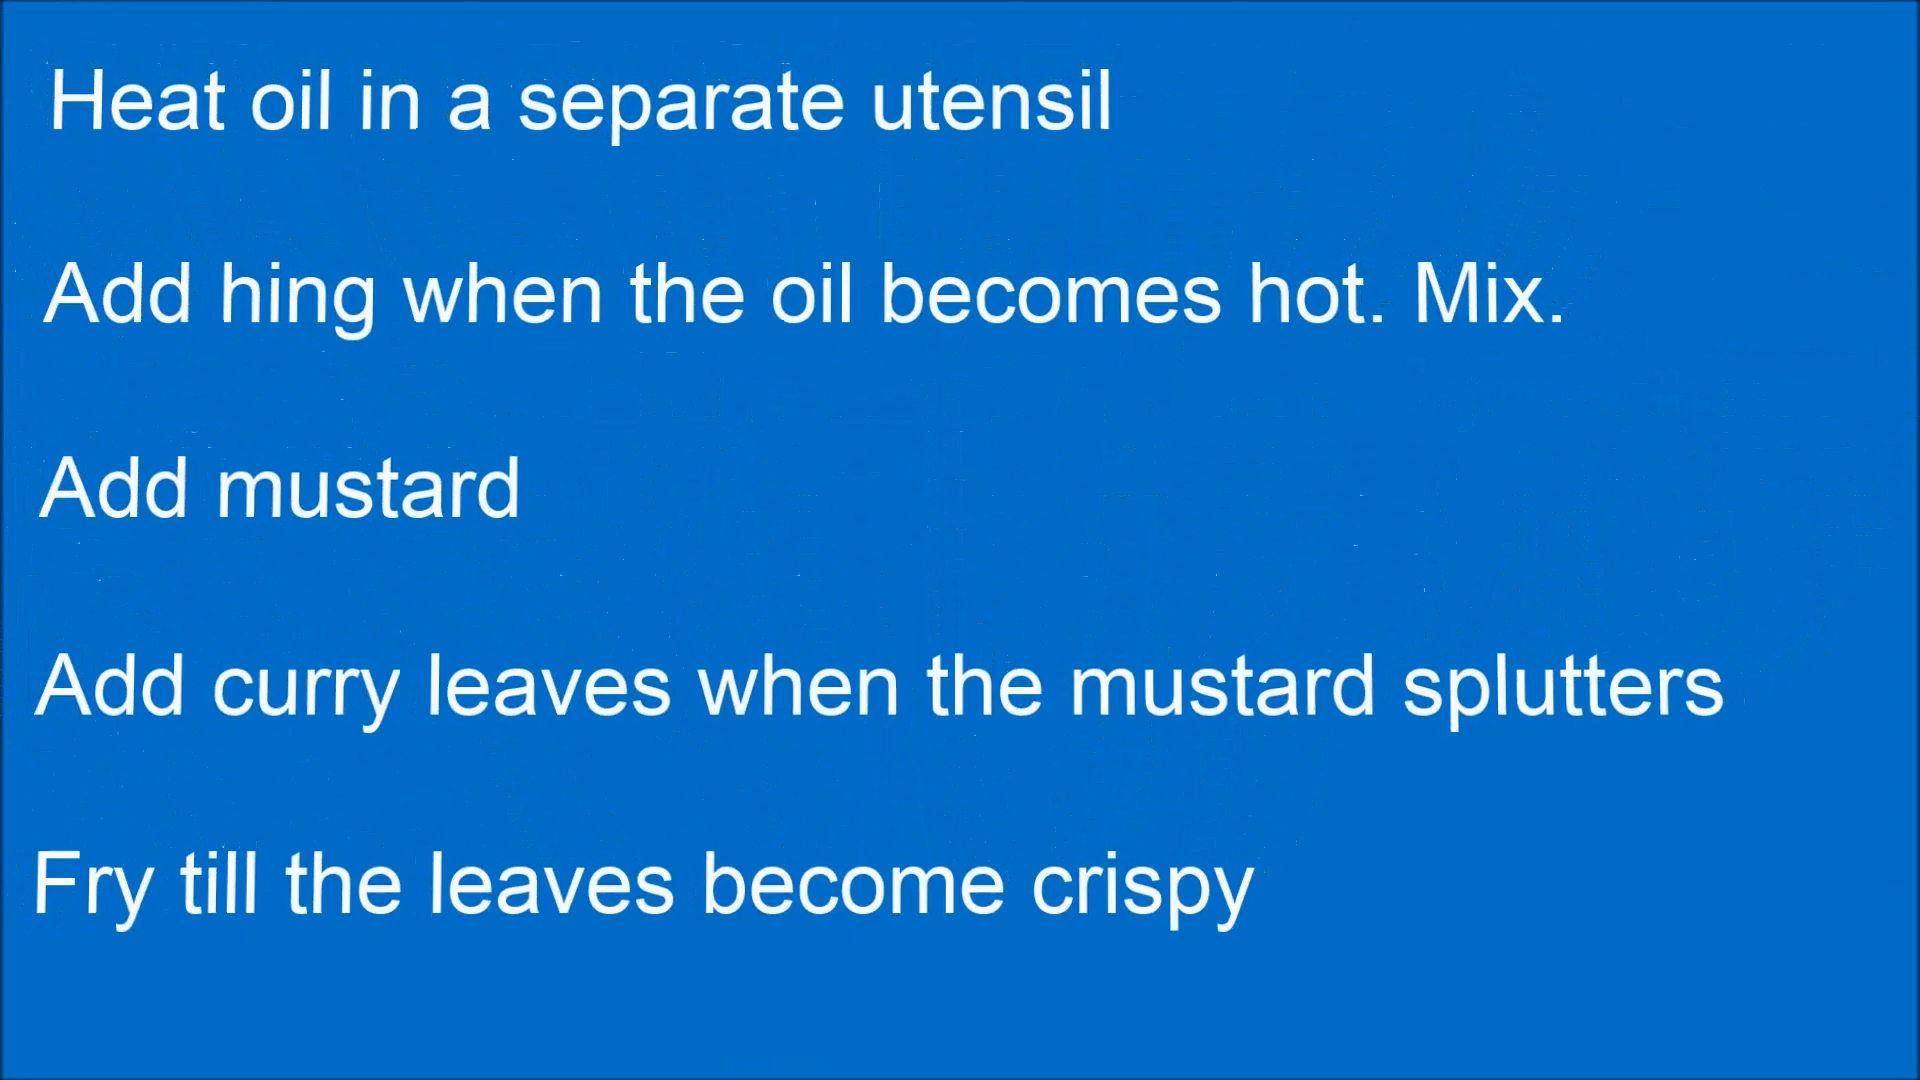 Heat oil in a separate utensil
Add hing when the oil becomes hot. Mix.
Add mustard
Add curry leaves when the mustard splutters
Fry till the leaves become crispy